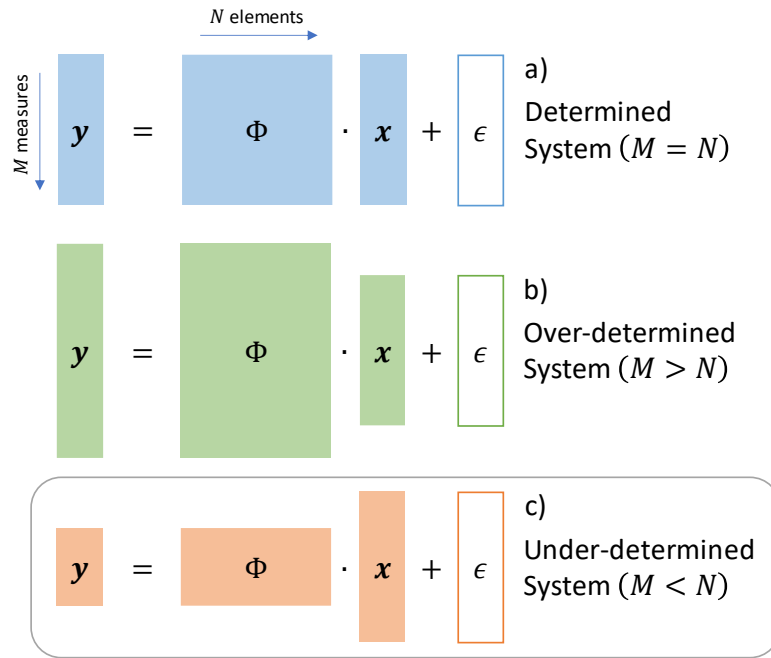 N elements
M measures
y = Φ · x + ϵ
a)
Determined
System (M = N)
y = Φ · x + ϵ
b)
Over-determined
System (M > N)
y = Φ · x + ϵ
c)
Under-determined
System (M < N)